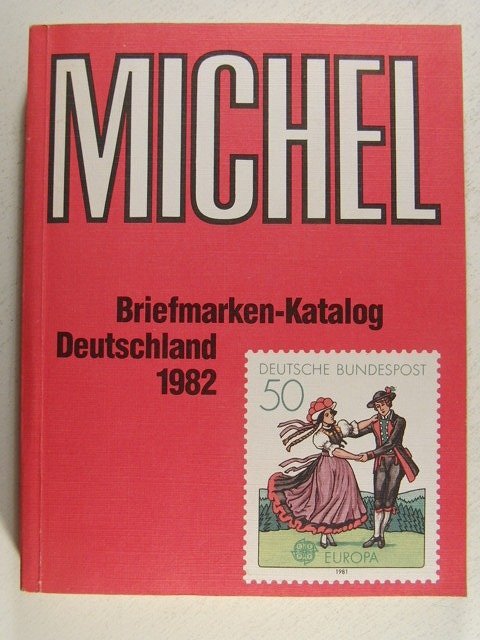 MICHEL
Briefmarken-Katalog
Deutschland
1982
DEUTSCHE BUNDESPOST
50
EUROPA
1981